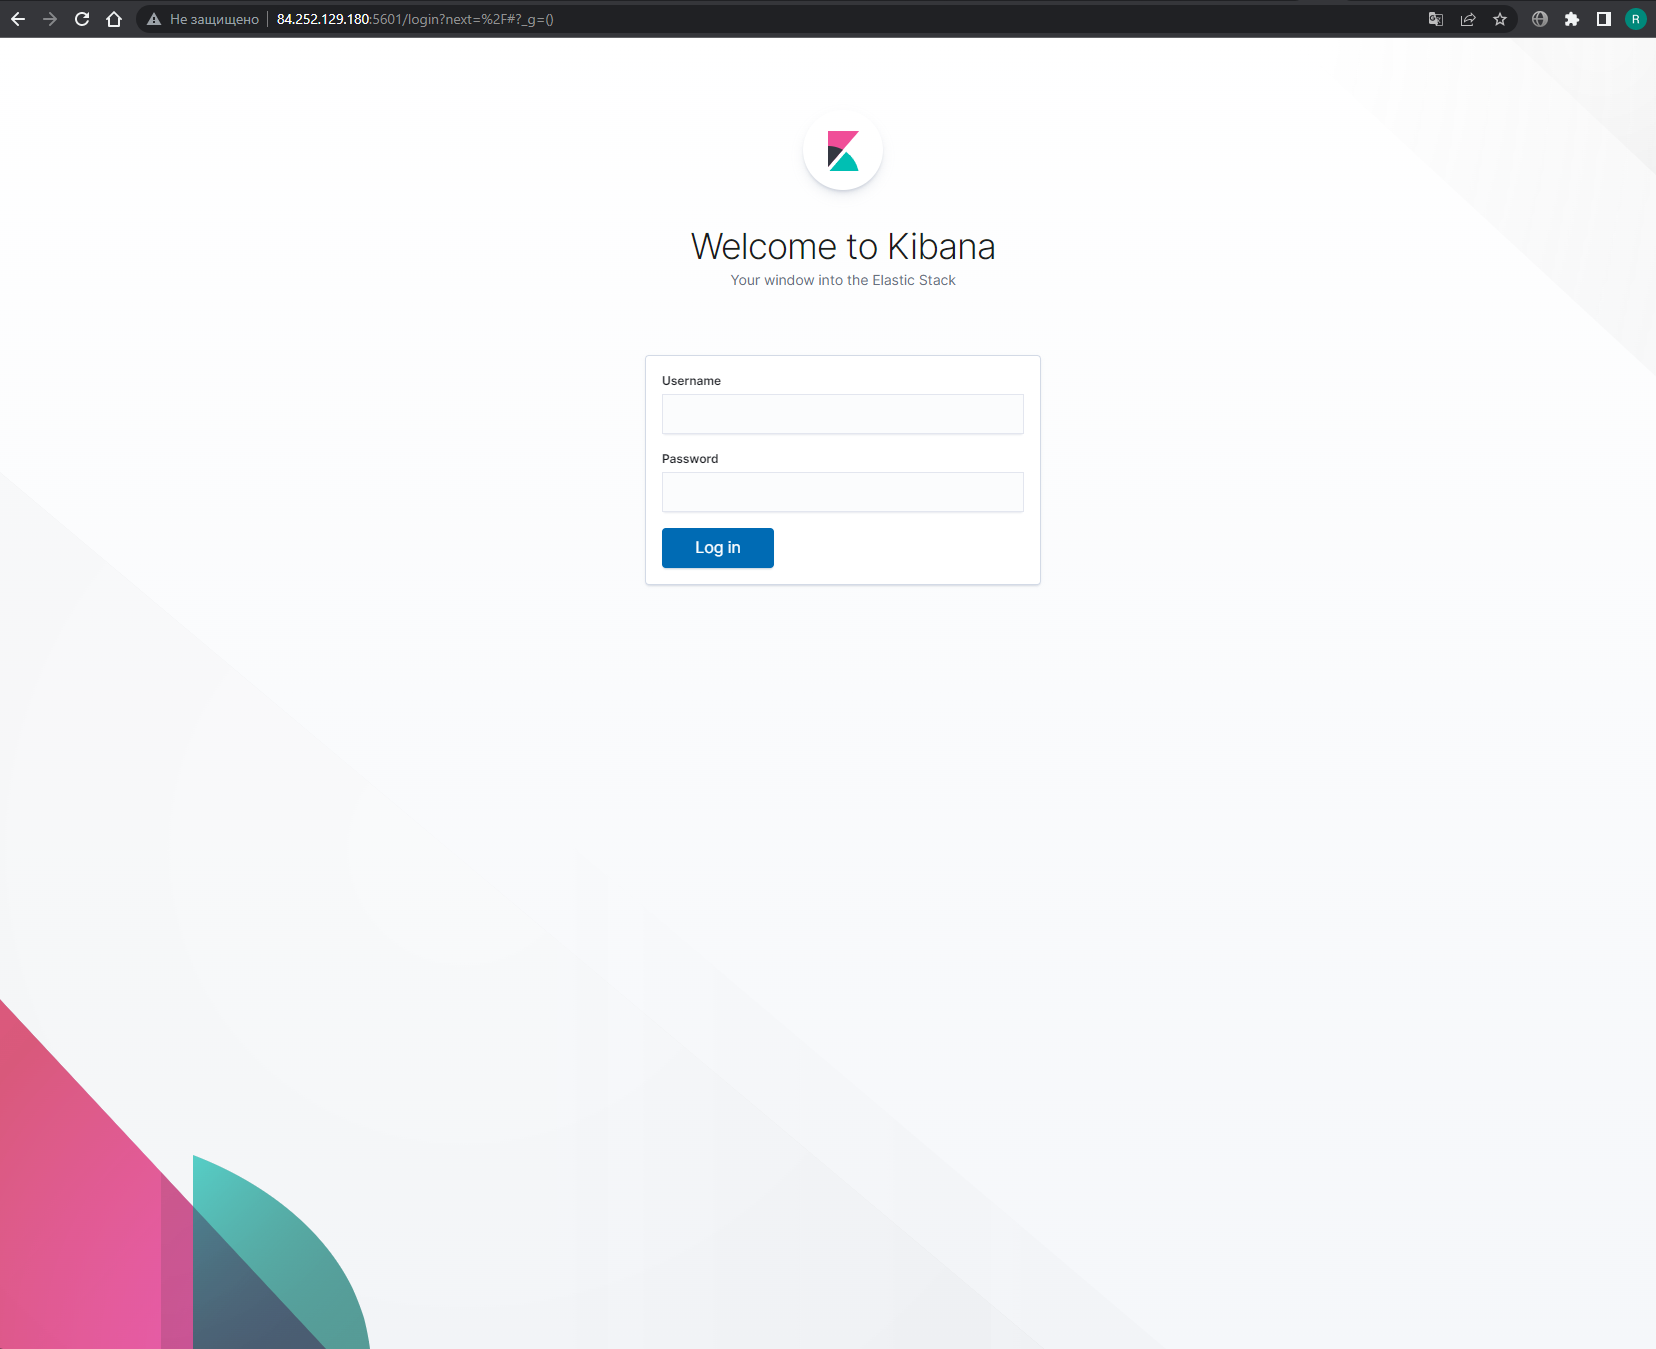 Не защищено 84.252.129.180:5601/login?next=%2F#?_g=()
R
Welcome to Kibana
Your window into the Elastic Stack
Username
Password
Log in